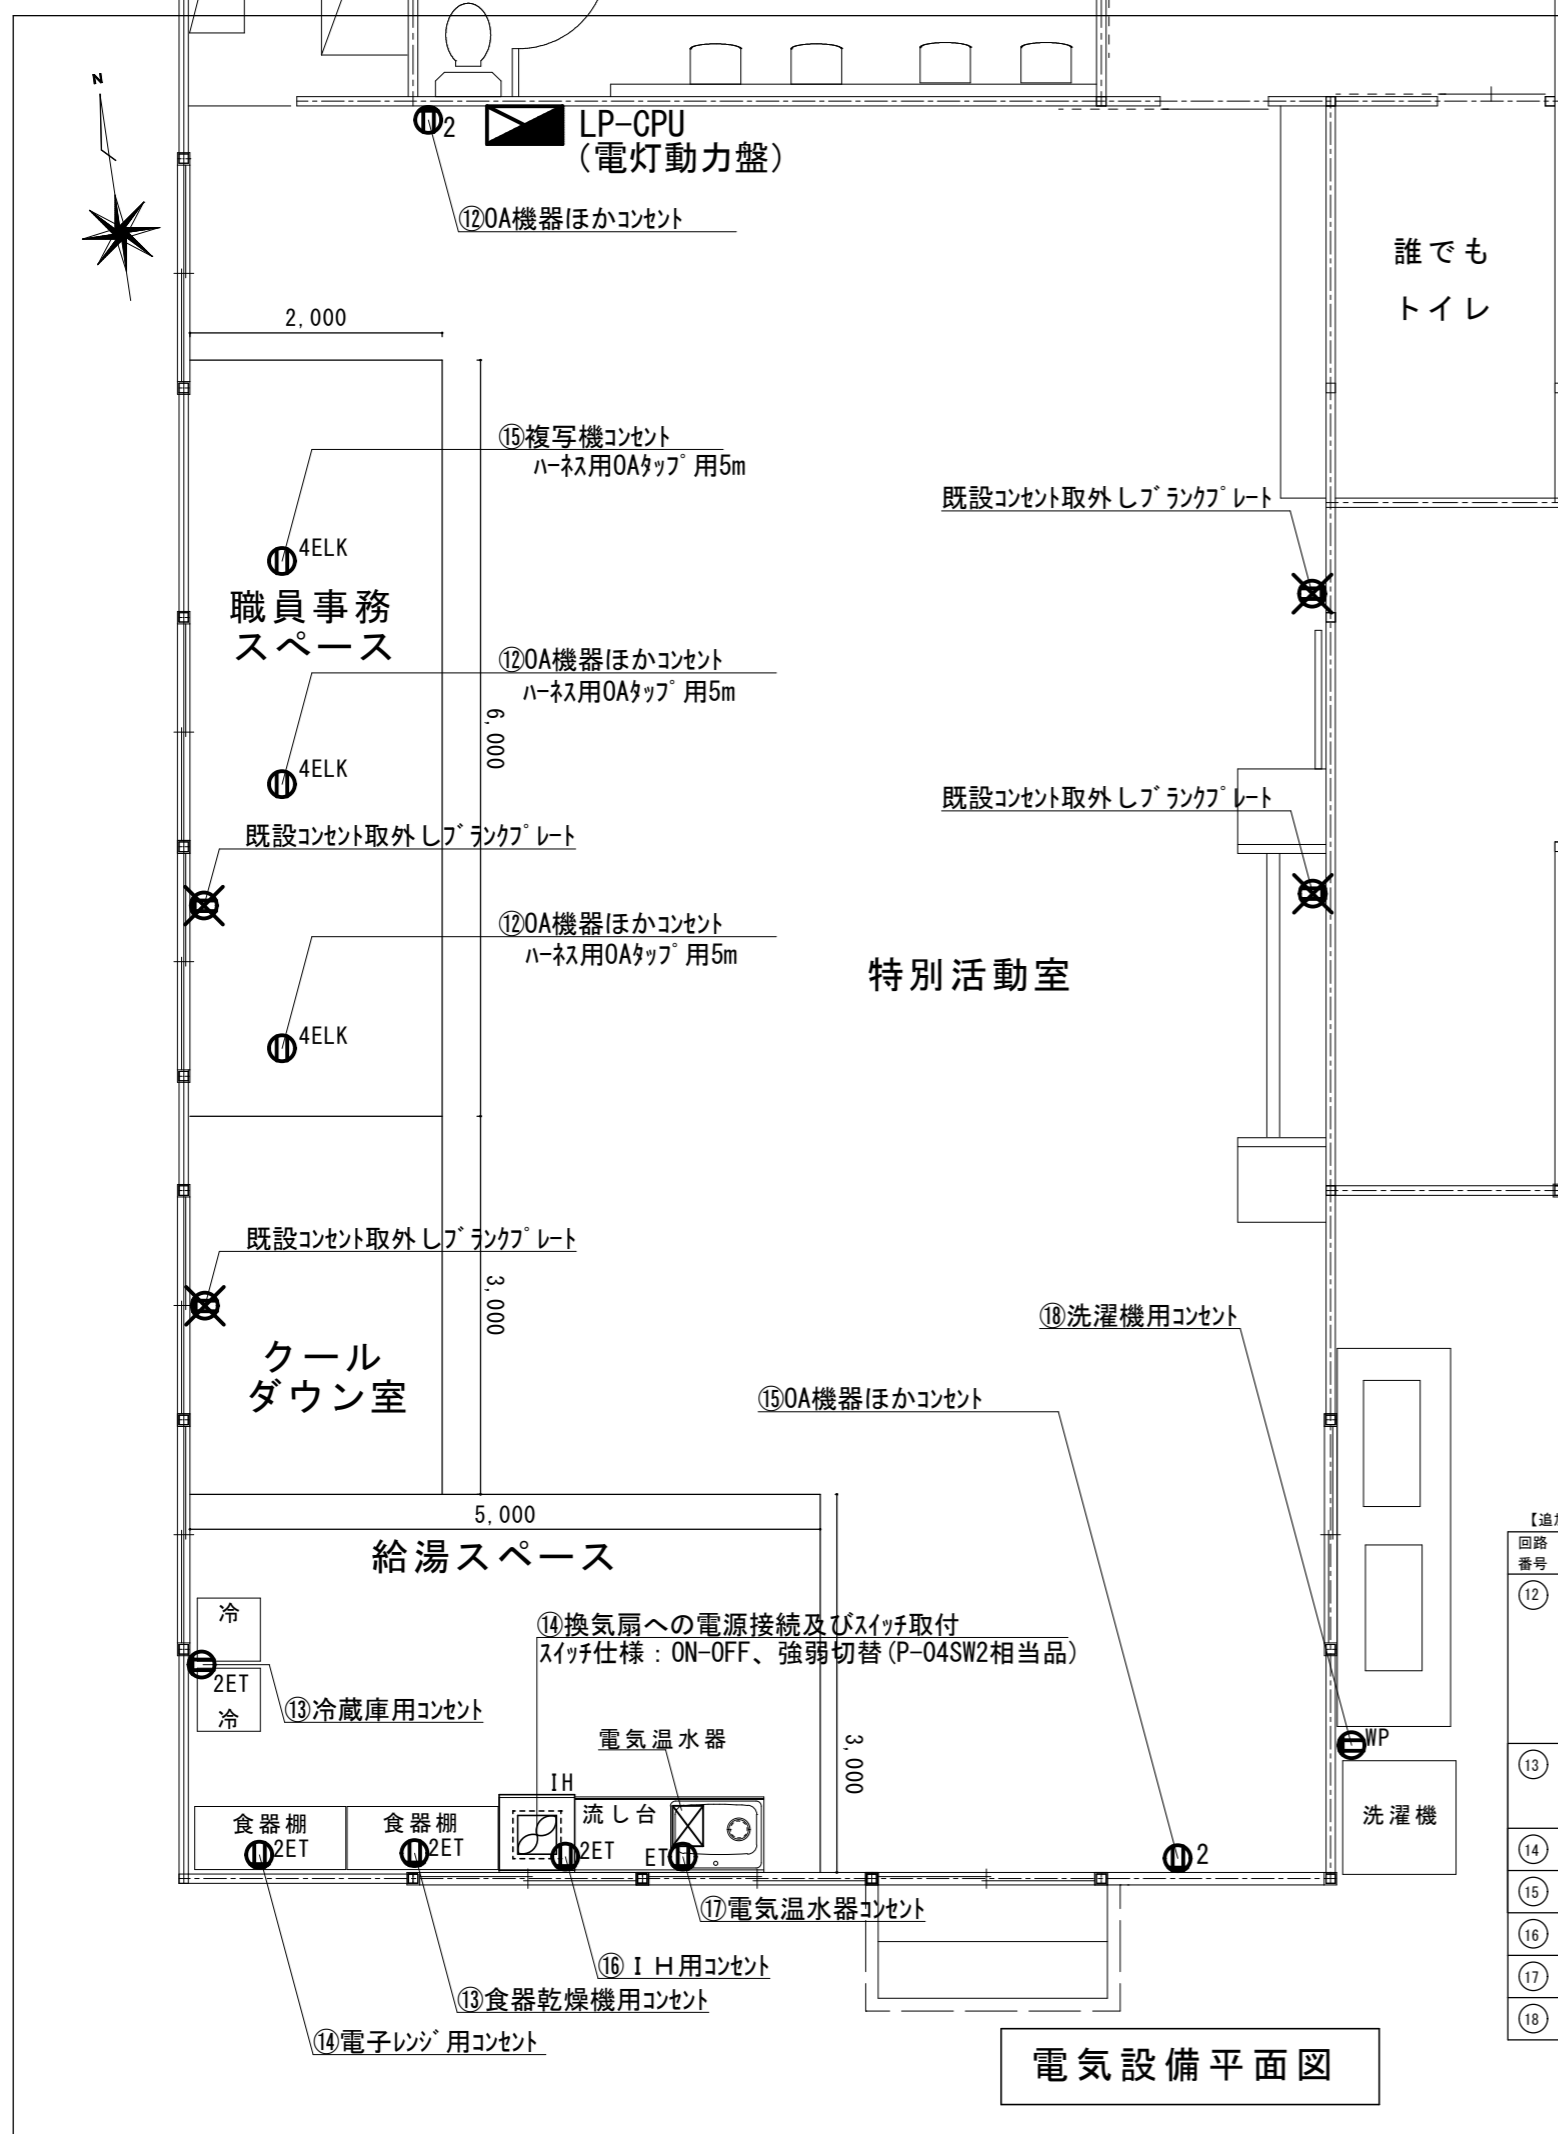 N
2
LP-CPU
(電灯動力盤)
⑫OA機器ほかコンセント
誰でも
トイレ
2,000
⑮複写機コンセント
ハーネス用OAタップ用5m
既設コンセント取外しブランクプレート
4ELK
職員事務
スペース
⑫OA機器ほかコンセント
ハーネス用OAタップ用5m
6,000
4ELK
既設コンセント取外しブランクプレート
既設コンセント取外しブランクプレート
⑫OA機器ほかコンセント
ハーネス用OAタップ用5m
特別活動室
4ELK
既設コンセント取外しブランクプレート
3,000
⑱洗濯機用コンセント
クール
ダウン室
⑮OA機器ほかコンセント
5,000
給湯スペース
冷
⑭換気扇への電源接続及びスイッチ取付
スイッチ仕様：ON-OFF、強弱切替(P-04SW2相当品)
2ET
冷
⑬冷蔵庫用コンセント
電気温水器
3,000
WP
IH
食器棚
食器棚
流し台
洗濯機
2ET
2ET
2ET
ET
2
⑰電気温水器コンセント
⑯ＩＨ用コンセント
⑬食器乾燥機用コンセント
⑭電子レンジ用コンセント
電気設備平面図
【追
回路
番号
⑫
⑬
⑭
⑮
⑯
⑰
⑱